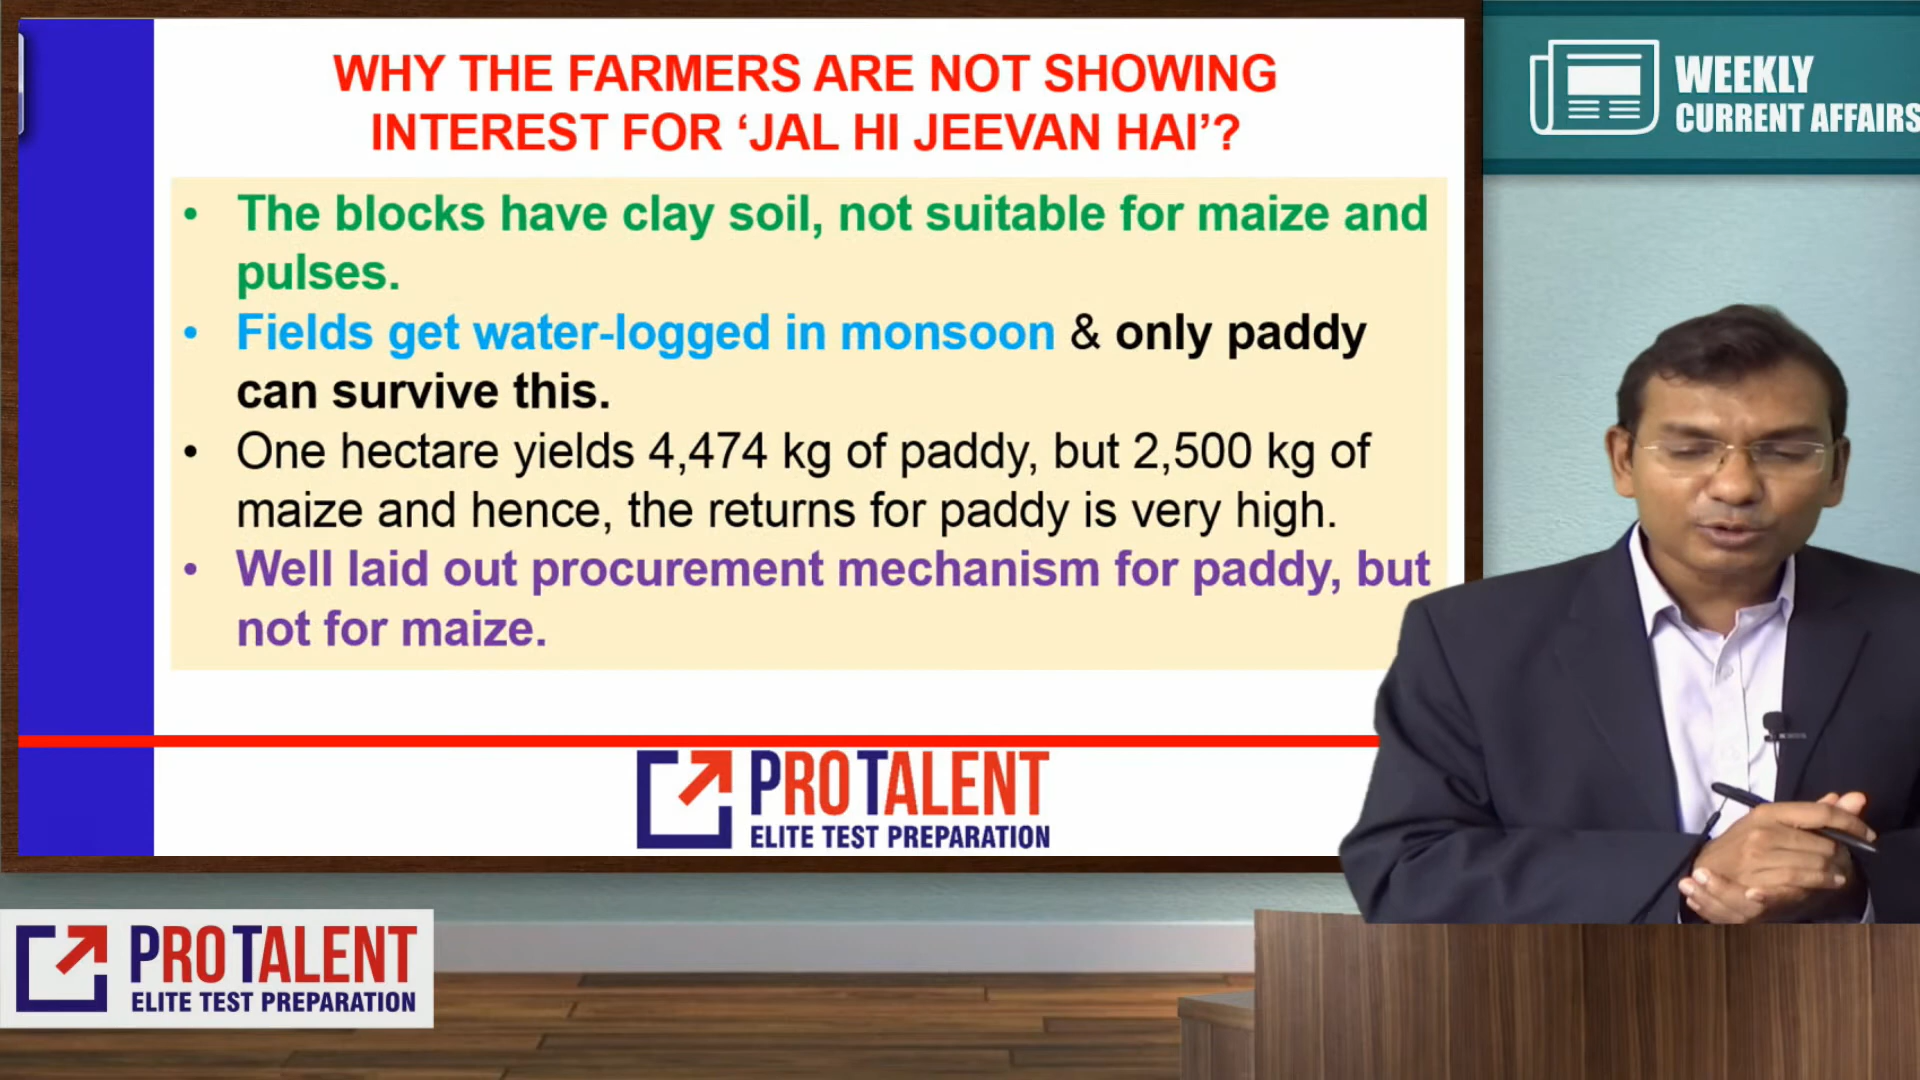 WHY THE FARMERS ARE NOT SHOWING
INTEREST FOR ‘JAL HI JEEVAN HAI’?
• The blocks have clay soil, not suitable for maize and
pulses.
• Fields get water-logged in monsoon & only paddy
can survive this.
• One hectare yields 4,474 kg of paddy, but 2,500 kg of
maize and hence, the returns for paddy is very high.
• Well laid out procurement mechanism for paddy, but
not for maize.
PRO TALENT
ELITE TEST PREPARATION
WEEKLY
CURRENT AFFAIRS
PRO TALENT
ELITE TEST PREPARATION